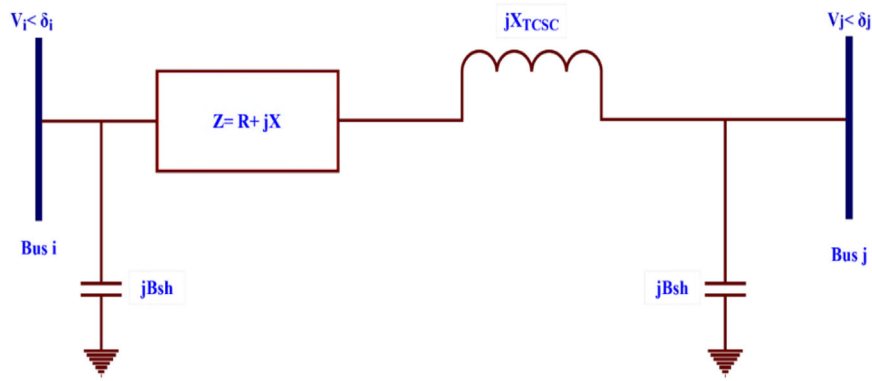 Vi< δi
jXTCSC
Vj< δj
Z= R+ jX
Bus i
Bus j
jBsh
jBsh